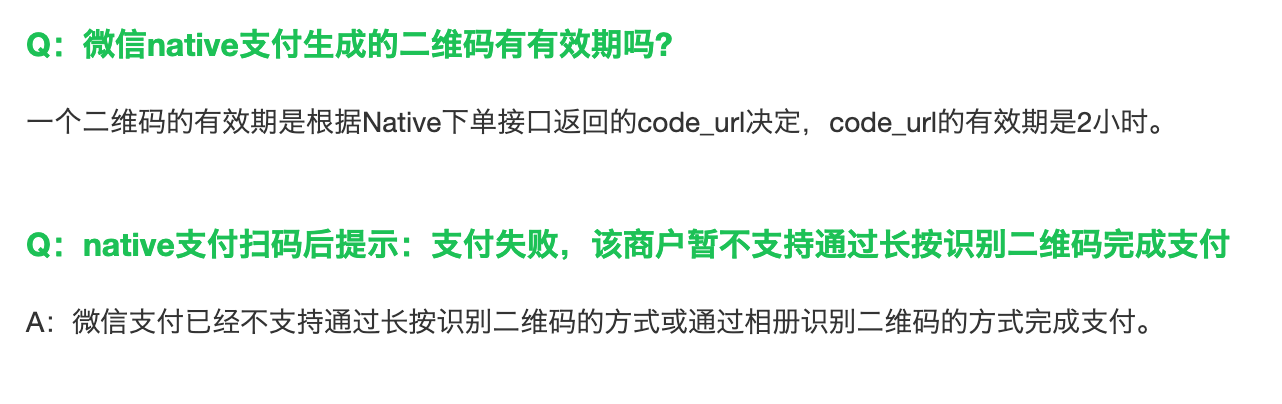 Q：微信native支付生成的二维码有有效期吗?
一个二维码的有效期是根据Native下单接口返回的code_url决定，code_url的有效期是2小时。
Q：native支付扫码后提示：支付失败，该商户暂不支持通过长按识别二维码完成支付
A：微信支付已经不支持通过长按识别二维码的方式或通过相册识别二维码的方式完成支付。